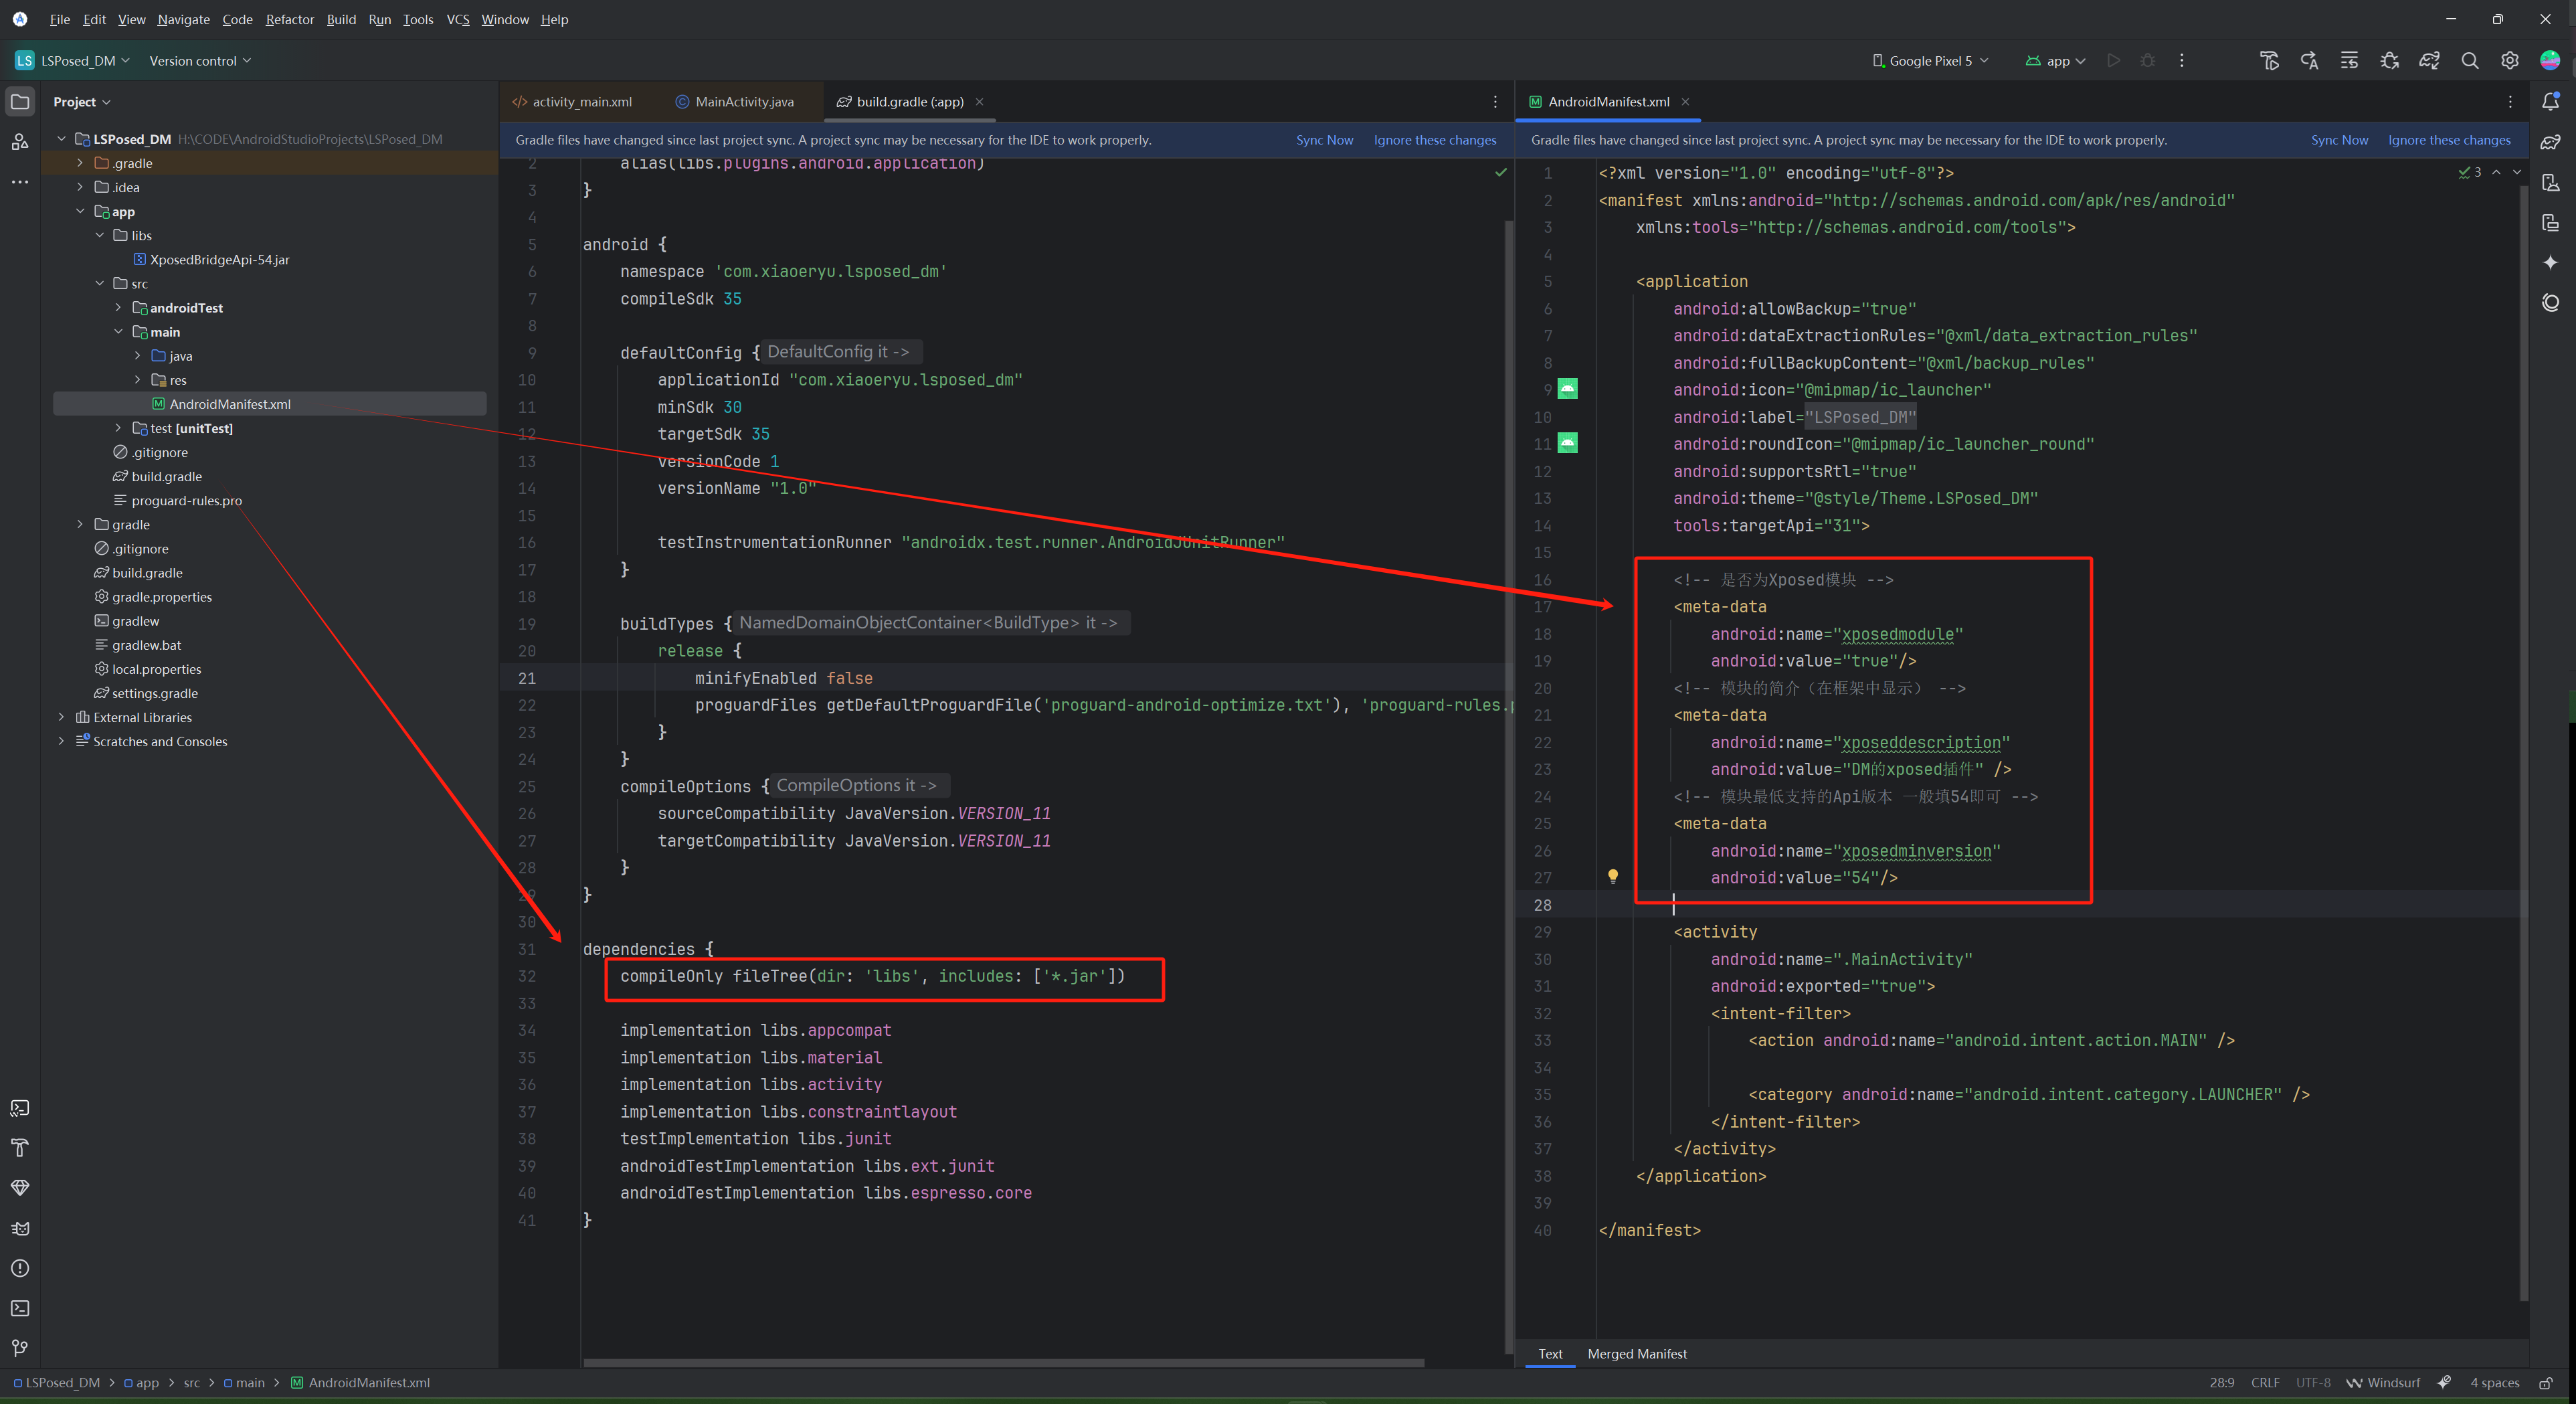 File Edit View Navigate Code Refactor Build Run Tools VCS Window Help
LS LSPosed_DM Version control Google Pixel 5 app
Project
LSPosed_DM H:\CODE\AndroidStudioProjects\LSPosed_DM
.gradle
.idea
app
libs
XposedBridgeApi-54.jar
src
androidTest
main
java
res
AndroidManifest.xml
test [unitTest]
.gitignore
build.gradle
proguard-rules.pro
gradle
.gitignore
build.gradle
gradle.properties
gradlew
gradlew.bat
local.properties
settings.gradle
External Libraries
Scratches and Consoles
activity_main.xml MainActivity.java build.gradle (:app)
Gradle files have changed since last project sync. A project sync may be necessary for the IDE to work properly. Sync Now Ignore these changes
2 alias(libs.plugins.android.application)
3 }
4
5 android {
6 namespace 'com.xiaoeryu.lsposed_dm'
7 compileSdk 35
8
9 defaultConfig { DefaultConfig it ->
10 applicationId "com.xiaoeryu.lsposed_dm"
11 minSdk 30
12 targetSdk 35
13 versionCode 1
14 versionName "1.0"
15
16 testInstrumentationRunner "androidx.test.runner.AndroidJUnitRunner"
17 }
18
19 buildTypes { NamedDomainObjectContainer<BuildType> it ->
20 release {
21 minifyEnabled false
22 proguardFiles getDefaultProguardFile('proguard-android-optimize.txt'), 'proguard-rules.p
23 }
24 }
25 compileOptions { CompileOptions it ->
26 sourceCompatibility JavaVersion.VERSION_11
27 targetCompatibility JavaVersion.VERSION_11
28 }
29 }
30
31 dependencies {
32 compileOnly fileTree(dir: 'libs', includes: ['*.jar'])
33
34 implementation libs.appcompat
35 implementation libs.material
36 implementation libs.activity
37 implementation libs.constraintlayout
38 testImplementation libs.junit
39 androidTestImplementation libs.ext.junit
40 androidTestImplementation libs.espresso.core
41 }
AndroidManifest.xml
Gradle files have changed since last project sync. A project sync may be necessary for the IDE to work properly. Sync Now Ignore these changes
3
1 <?xml version="1.0" encoding="utf-8"?>
2 <manifest xmlns:android="http://schemas.android.com/apk/res/android"
3 xmlns:tools="http://schemas.android.com/tools">
4
5 <application
6 android:allowBackup="true"
7 android:dataExtractionRules="@xml/data_extraction_rules"
8 android:fullBackupContent="@xml/backup_rules"
9 android:icon="@mipmap/ic_launcher"
10 android:label="LSPosed_DM"
11 android:roundIcon="@mipmap/ic_launcher_round"
12 android:supportsRtl="true"
13 android:theme="@style/Theme.LSPosed_DM"
14 tools:targetApi="31">
15
16 <!-- 是否为Xposed模块 -->
17 <meta-data
18 android:name="xposedmodule"
19 android:value="true"/>
20 <!-- 模块的简介（在框架中显示） -->
21 <meta-data
22 android:name="xposeddescription"
23 android:value="DM的xposed插件" />
24 <!-- 模块最低支持的Api版本 一般填54即可 -->
25 <meta-data
26 android:name="xposedminversion"
27 android:value="54"/>
28
29 <activity
30 android:name=".MainActivity"
31 android:exported="true">
32 <intent-filter>
33 <action android:name="android.intent.action.MAIN" />
34
35 <category android:name="android.intent.category.LAUNCHER" />
36 </intent-filter>
37 </activity>
38 </application>
39
40 </manifest>
Text Merged Manifest
LSPosed_DM > app > src > main > AndroidManifest.xml 28:9 CRLF UTF-8 Windsurf 4 spaces